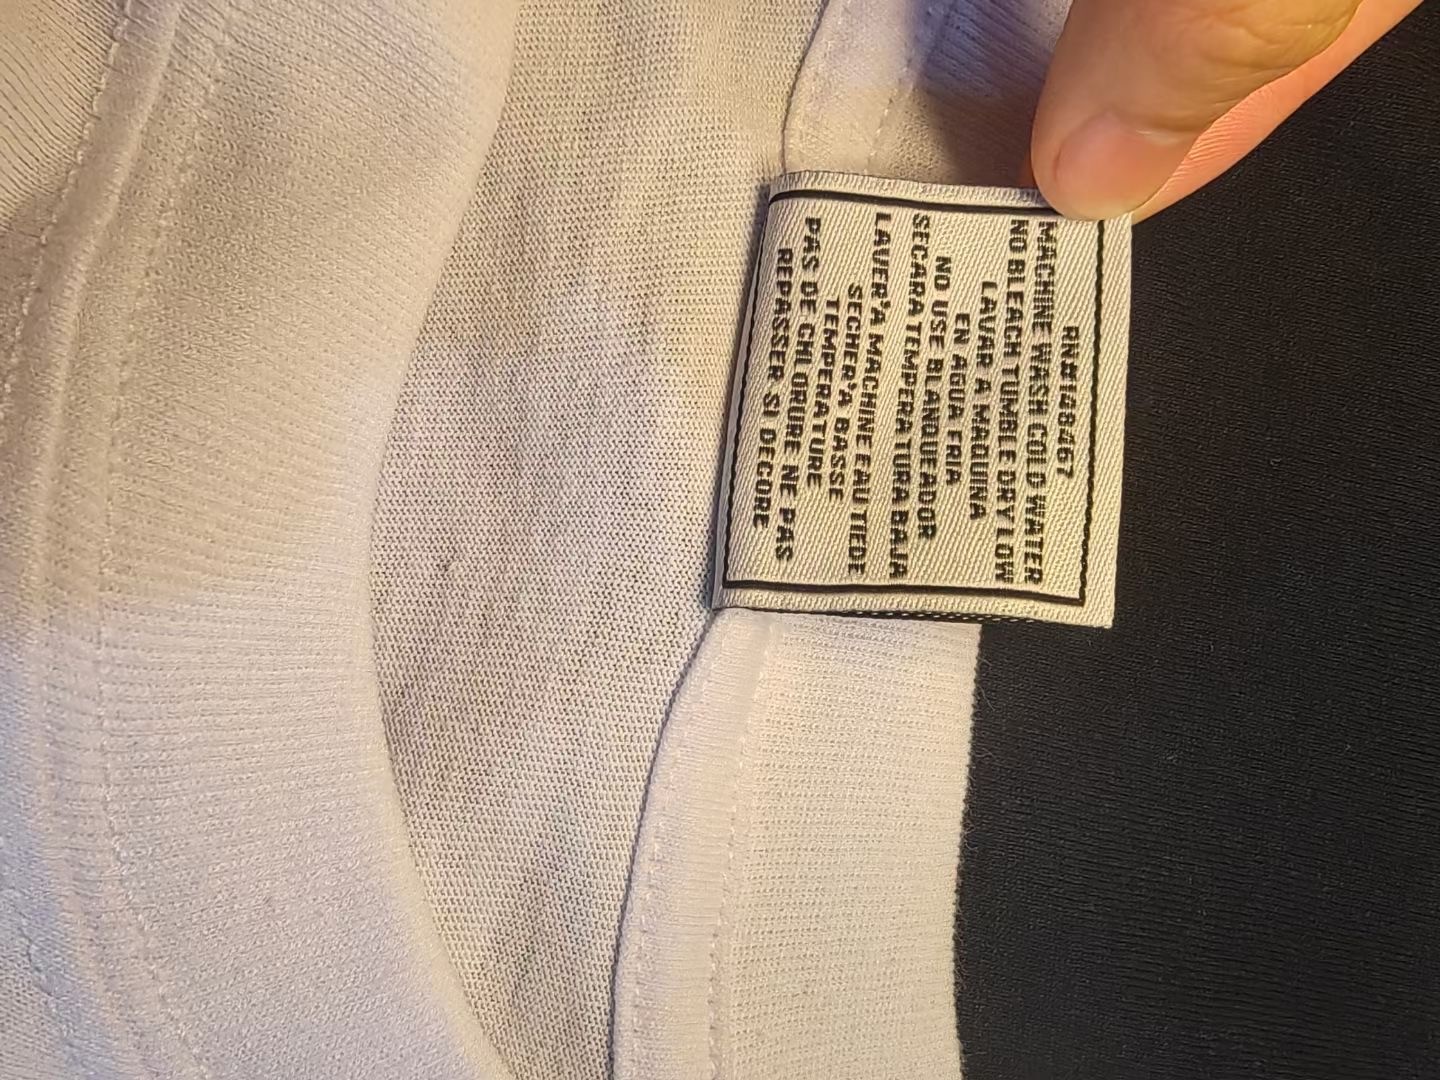 RN#148467
MACHINE WASH COLD WATER
NO BLEACH TUMBLE DRY LOW
LAVAR A MAQUINA
EN AGUA FRIA
NO USE BLANQUEADOR
SECARA TEMPERATURA BAJA
LAVER'A MACHINE EAU TIEDE
SECHER'A BASSE
TEMPERATURE
PAS DE CHLORURE NE PAS
REPASSER SI DECORE